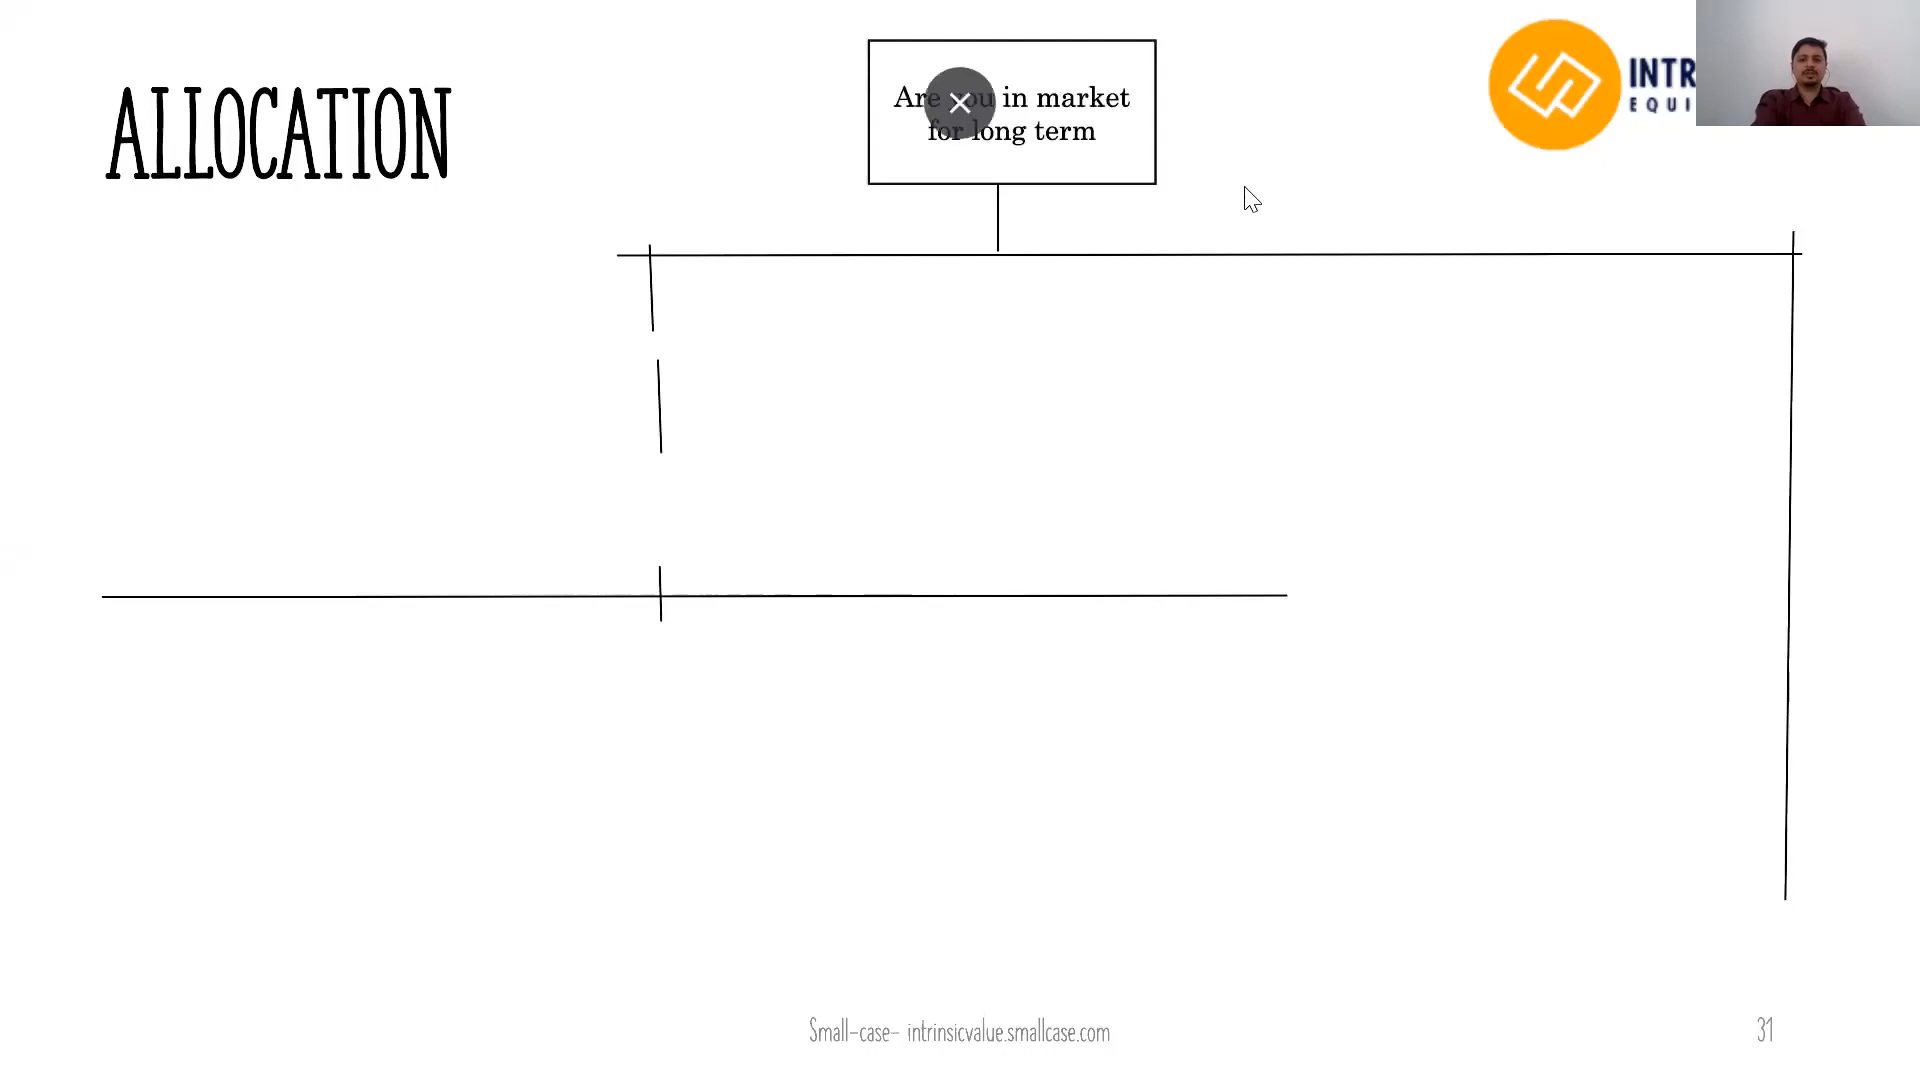 ALLOCATION
Are you in market
for long term
INTR
EQUI
Small-case- intrinsicvalue.smallcase.com
31